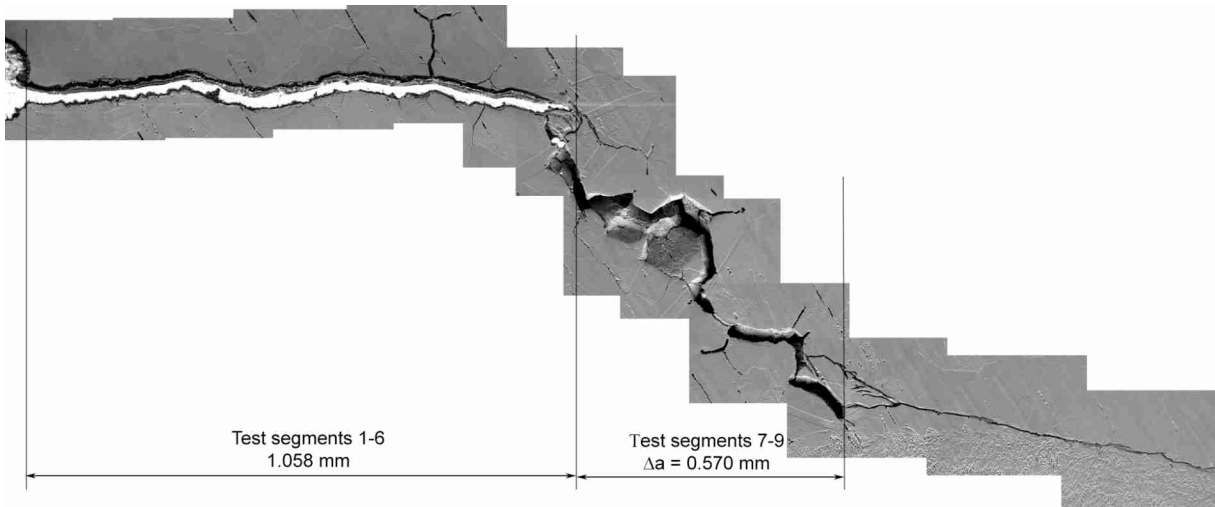 Test segments 1-6
1.058 mm
Test segments 7-9
Δa = 0.570 mm